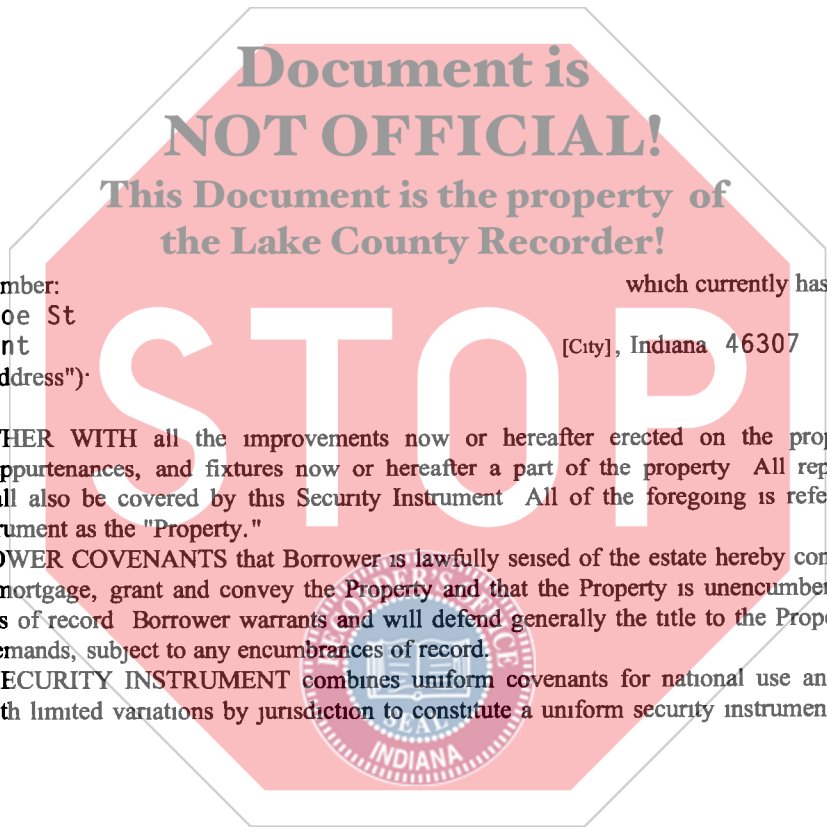 Document is
NOT OFFICIAL!
This Document is the property of
the Lake County Recorder!
mber: which currently has
oe St
nt [City], Indiana 46307
ddress")·
STOP
HER WITH all the improvements now or hereafter erected on the prop
ppurtenances, and fixtures now or hereafter a part of the property All rep
ll also be covered by this Security Instrument All of the foregoing is refe
rument as the "Property."
OWER COVENANTS that Borrower is lawfully seised of the estate hereby con
mortgage, grant and convey the Property and that the Property is unencumber
s of record Borrower warrants and will defend generally the title to the Prope
emands, subject to any encumbrances of record.
ECURITY INSTRUMENT combines uniform covenants for national use an
th limited variations by jurisdiction to constitute a uniform security instrumen
RECORDER'S OFFICE
SEAL
INDIANA